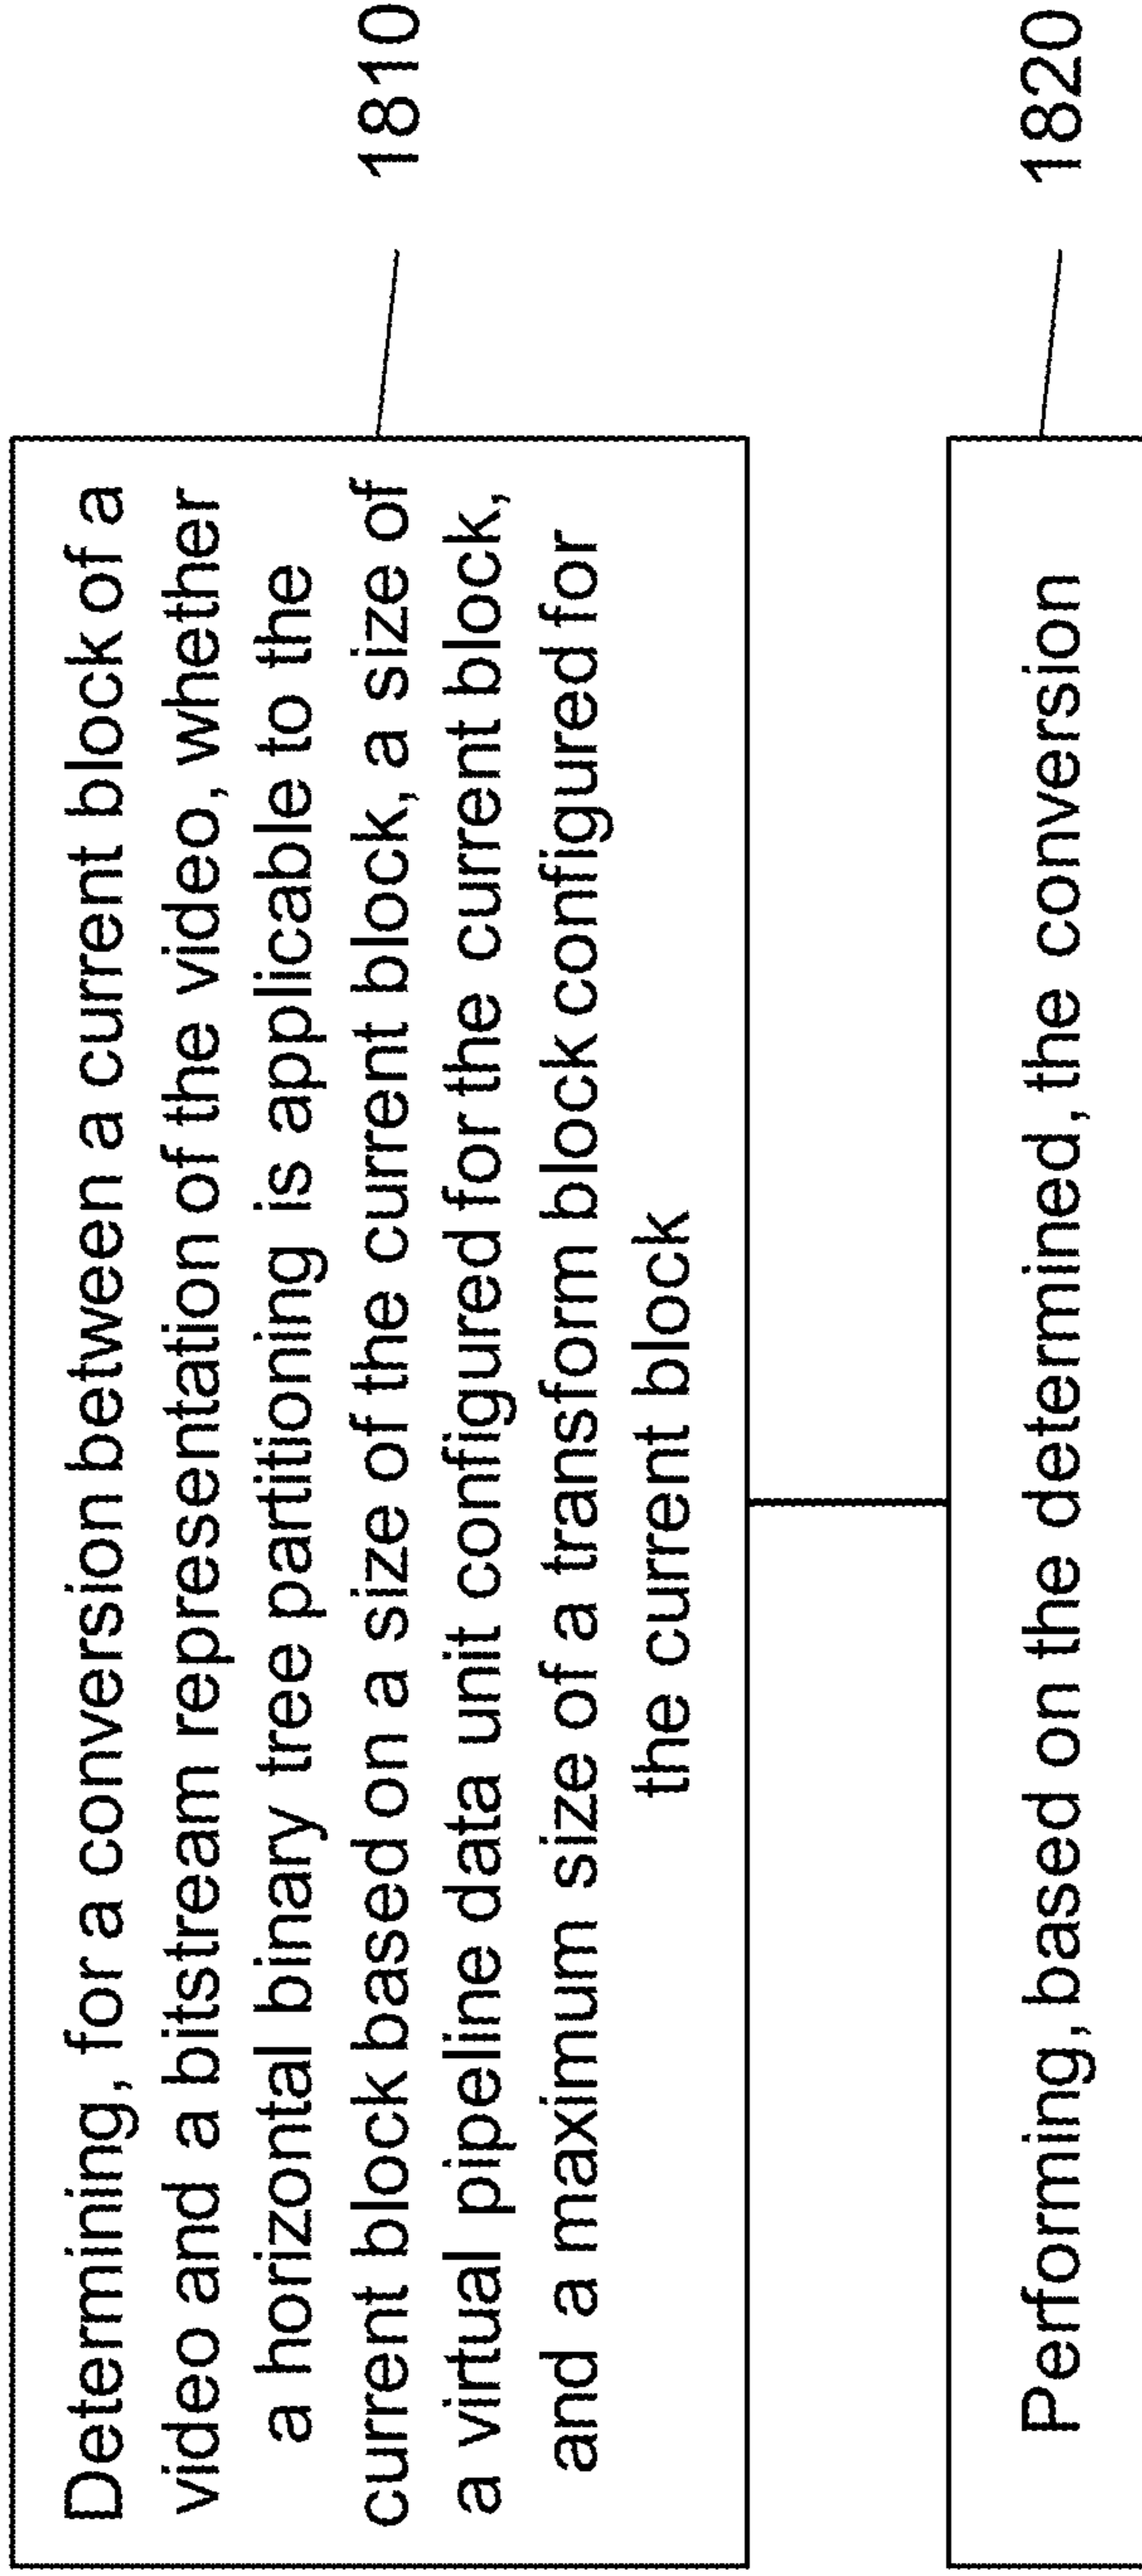 Determining, for a conversion between a current block of a
video and a bitstream representation of the video, whether
a horizontal binary tree partitioning is applicable to the
current block based on a size of the current block, a size of
a virtual pipeline data unit configured for the current block,
and a maximum size of a transform block configured for
the current block
1810
Performing, based on the determined, the conversion
1820